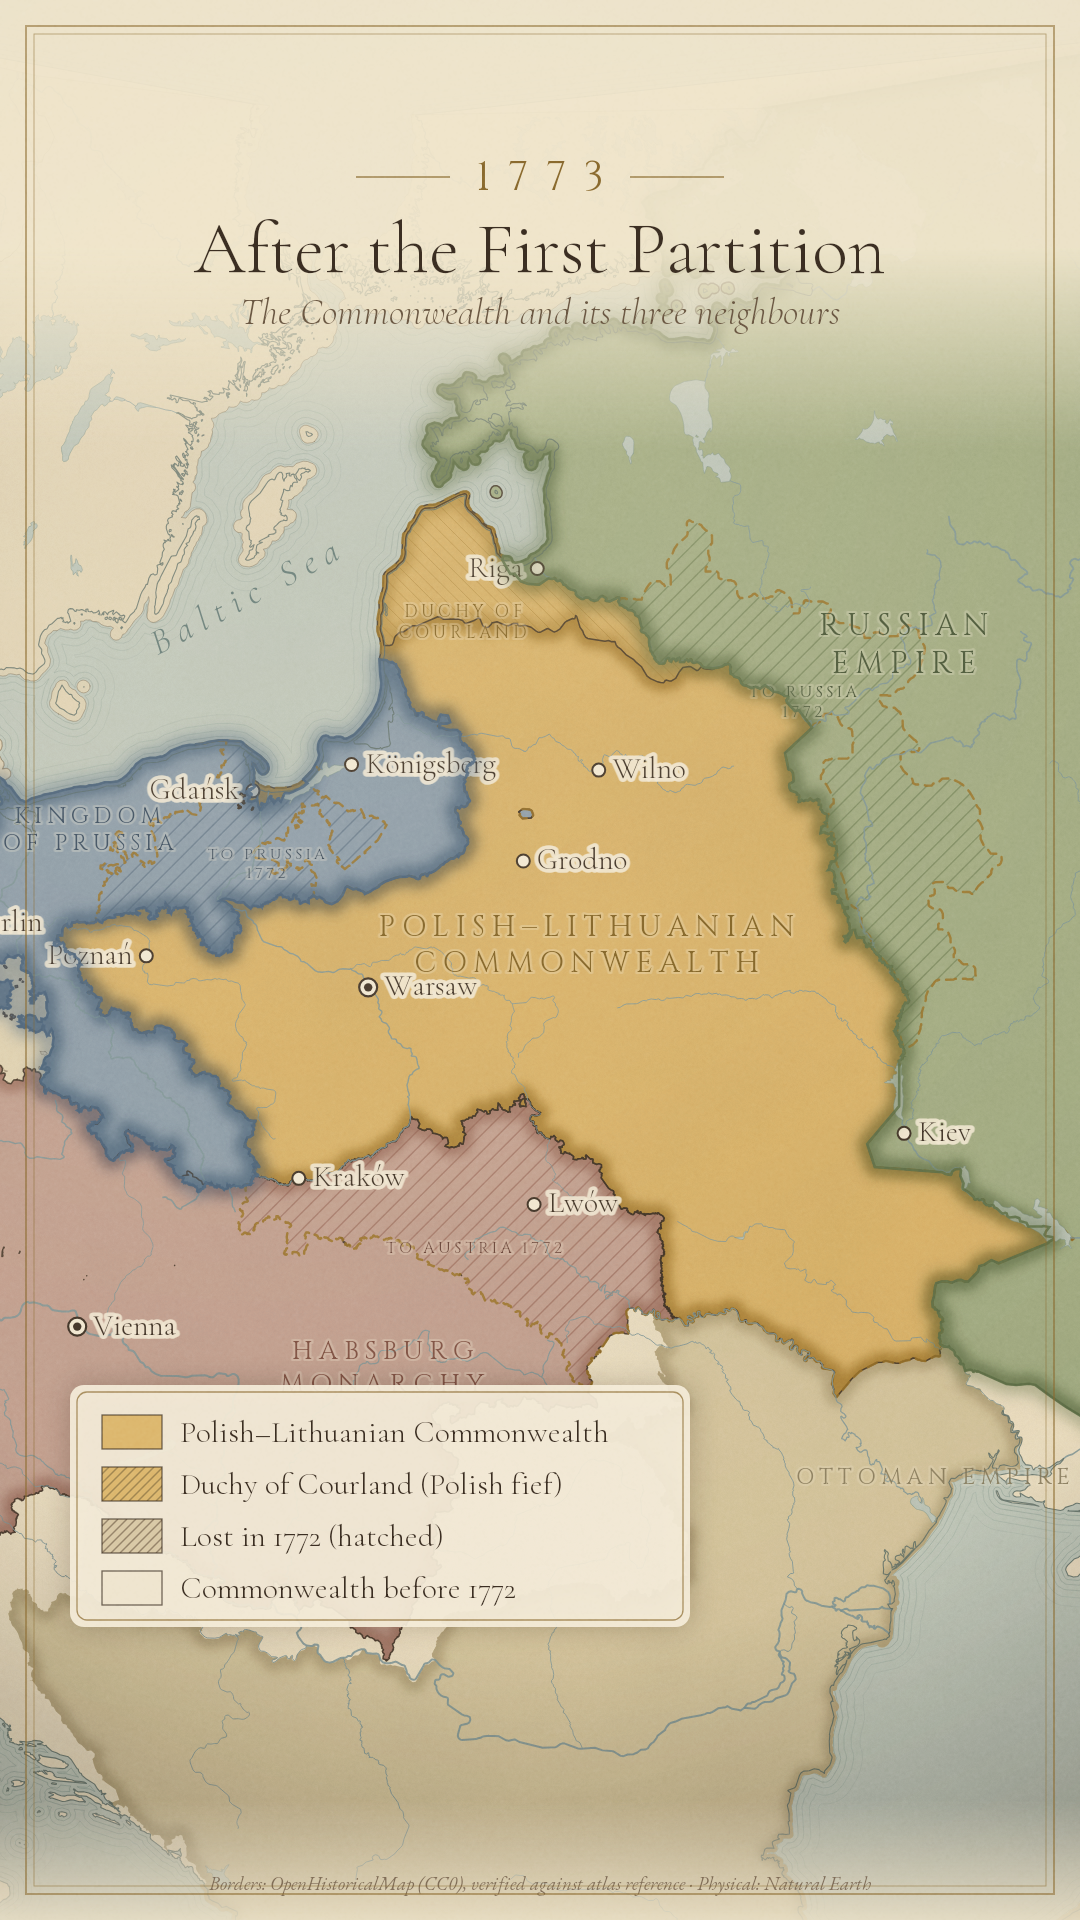 1773
After the First Partition
The Commonwealth and its three neighbours
Baltic Sea
Riga
DUCHY OF
COURLAND
RUSSIAN
EMPIRE
TO RUSSIA
1772
Königsberg
Wilno
Gdańsk
KINGDOM
OF PRUSSIA
TO PRUSSIA
1772
Grodno
rlin
POLISH–LITHUANIAN
COMMONWEALTH
Poznań
Warsaw
Kiev
Kraków
Lwów
TO AUSTRIA 1772
Vienna
HABSBURG
MONARCHY
Polish–Lithuanian Commonwealth
Duchy of Courland (Polish fief)
Lost in 1772 (hatched)
Commonwealth before 1772
OTTOMAN EMPIRE
Borders: OpenHistoricalMap (CC0), verified against atlas reference · Physical: Natural Earth